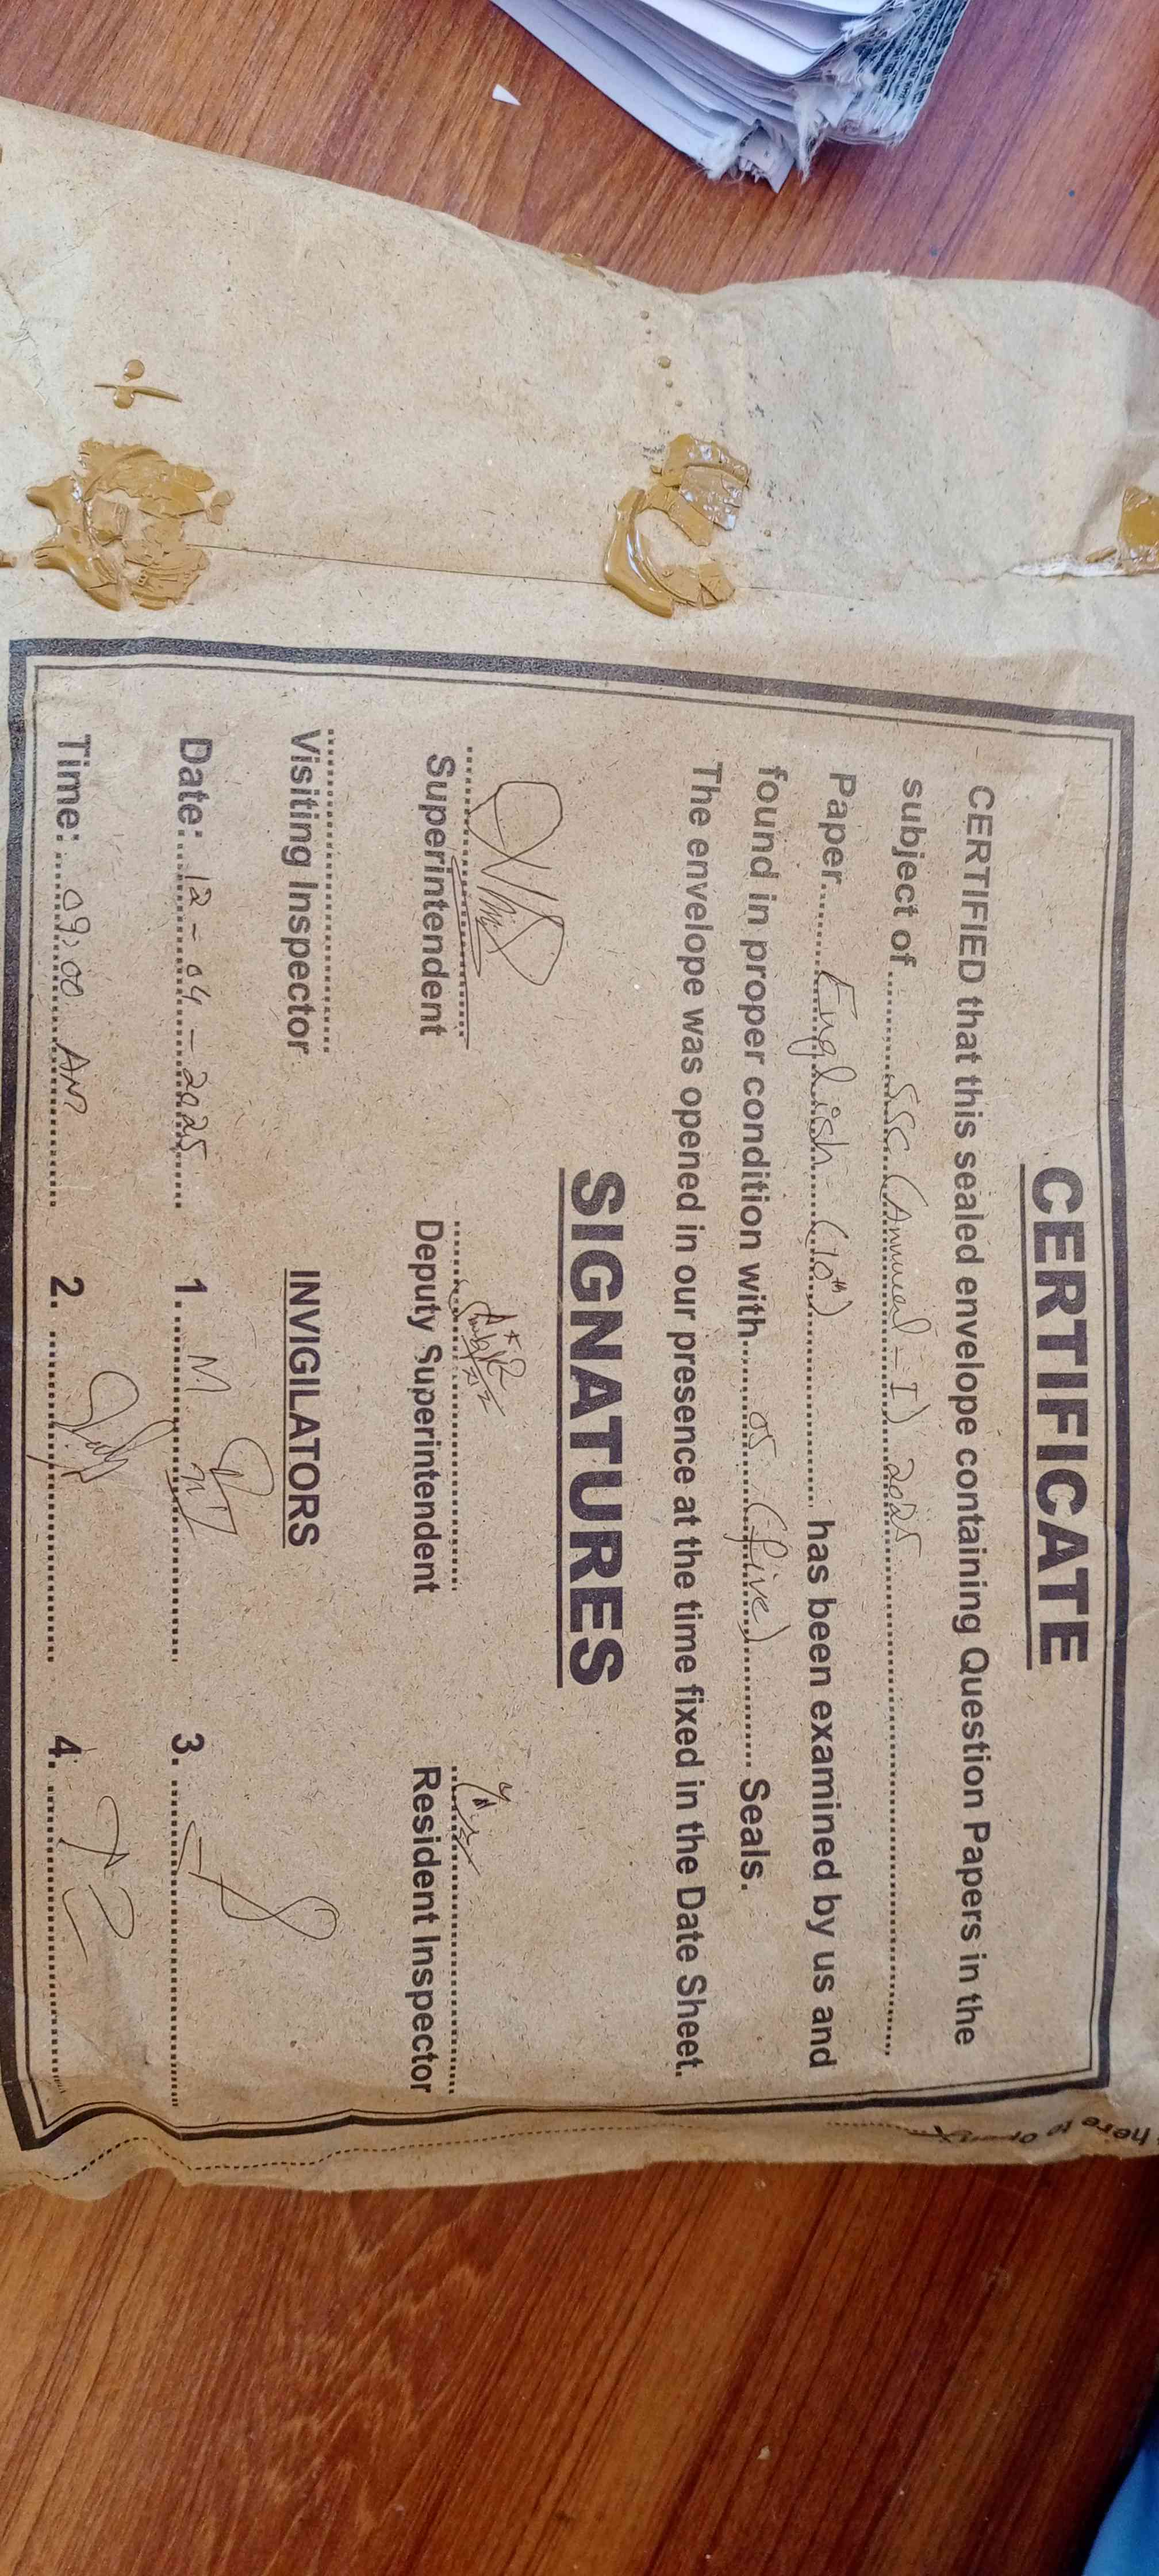 CERTIFICATE
CERTIFIED that this sealed envelope containing Question Papers in the
subject of .......... SSC (Annual - I) 2025 ..........
Paper .......... English (10th) .......... has been examined by us and
found in proper condition with .......... 05 (five) .......... Seals.
The envelope was opened in our presence at the time fixed in the Date Sheet.
SIGNATURES
Superintendent Deputy Superintendent Resident Inspector
Visiting Inspector INVIGILATORS
Date: 12 - 04 - 2025 1. 3.
Time: 09:00 AM 2. 4.
here to open